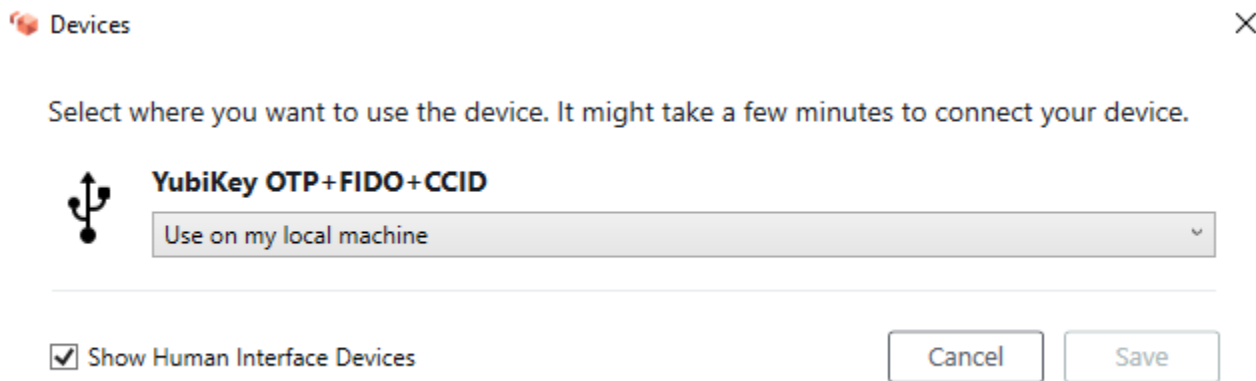 Devices
Select where you want to use the device. It might take a few minutes to connect your device.
YubiKey OTP+FIDO+CCID
Use on my local machine
Show Human Interface Devices
Cancel
Save